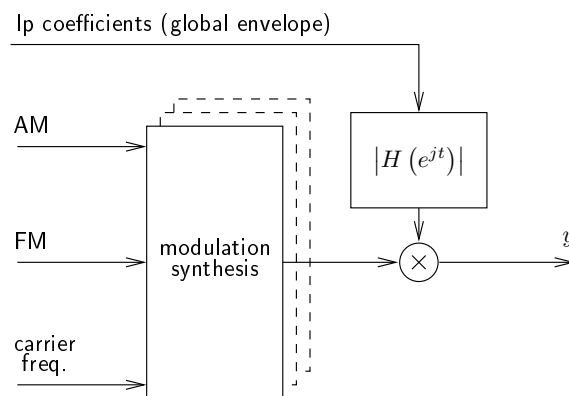 lp coefficients (global envelope)
AM
|H (e^{jt})|
FM
modulation
synthesis
×
y
carrier
freq.